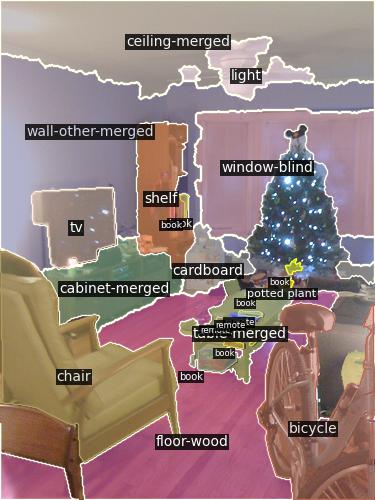 ceiling-merged
light
wall-other-merged
window-blind
shelf
book
tv
cardboard
cabinet-merged
book
potted plant
book
remote
remote
table-merged
book
chair
book
floor-wood
bicycle